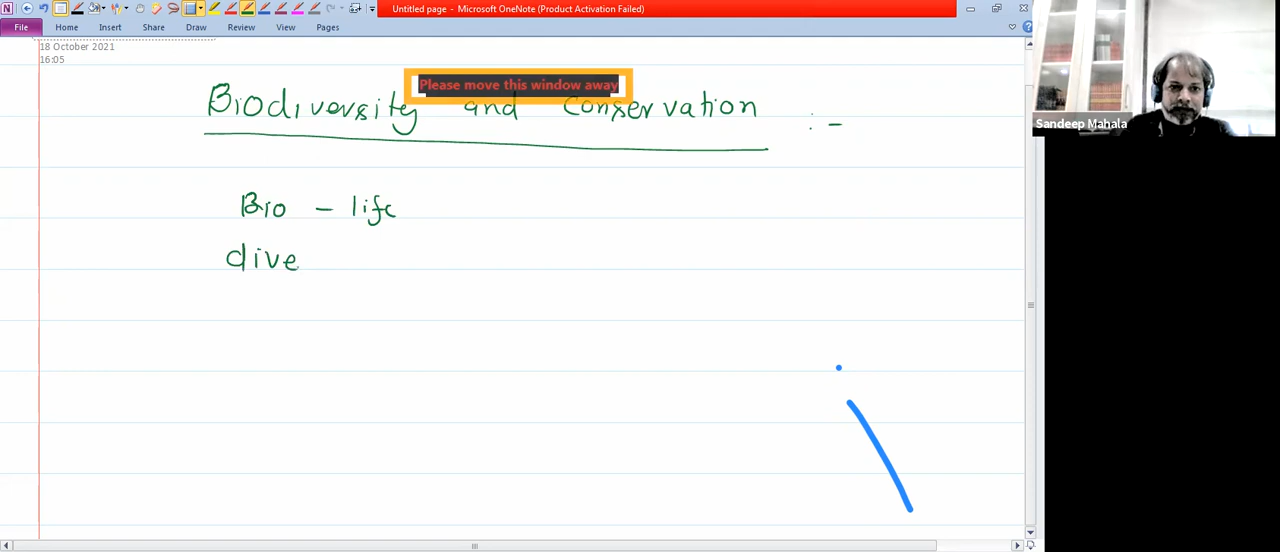 Untitled page - Microsoft OneNote (Product Activation Failed)
File Home Insert Share Draw Review View Pages
18 October 2021
16:05
Please move this window away
Biodiversity and Conservation :-
Bio - life
dive
Sandeep Mahala